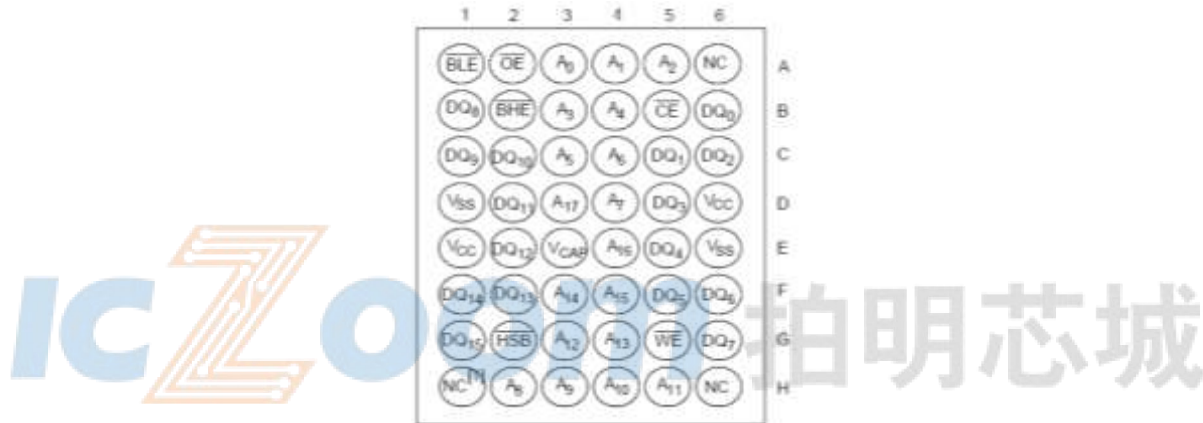 1 2 3 4 5 6
BLE OE A0 A1 A2 NC A
DQ8 BHE A3 A4 CE DQ0 B
DQ9 DQ10 A5 A6 DQ1 DQ2 C
VSS DQ11 A17 A7 DQ3 VCC D
VCC DQ12 VCAP A16 DQ4 VSS E
DQ14 DQ13 A14 A15 DQ5 DQ6 F
DQ15 HSB A12 A13 WE DQ7 G
NC A8 A9 A10 A11 NC H
ICZoom 拍明芯城